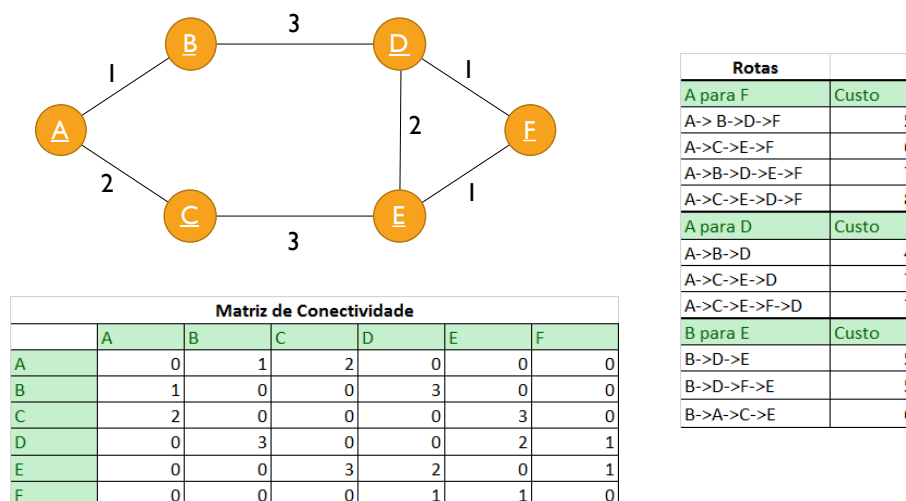 3
B
D
1
1
A
2
F
2
1
C
E
3
Rotas
A para F Custo
A-> B->D->F
A->C->E->F
A->B->D->E->F
A->C->E->D->F
A para D Custo
A->B->D
A->C->E->D
A->C->E->F->D
B para E Custo
B->D->E
B->D->F->E
B->A->C->E
Matriz de Conectividade
A B C D E F
A 0 1 2 0 0 0
B 1 0 0 3 0 0
C 2 0 0 0 3 0
D 0 3 0 0 2 1
E 0 0 3 2 0 1
F 0 0 0 1 1 0